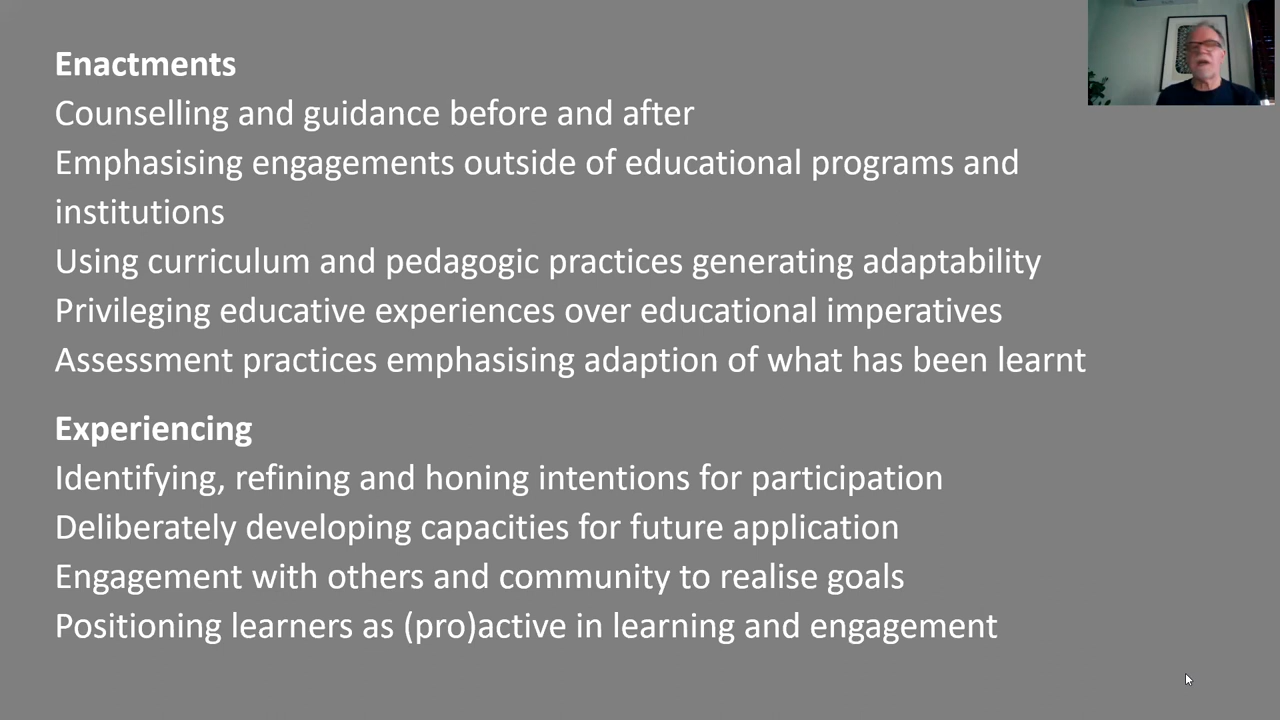 Enactments
Counselling and guidance before and after
Emphasising engagements outside of educational programs and
institutions
Using curriculum and pedagogic practices generating adaptability
Privileging educative experiences over educational imperatives
Assessment practices emphasising adaption of what has been learnt
Experiencing
Identifying, refining and honing intentions for participation
Deliberately developing capacities for future application
Engagement with others and community to realise goals
Positioning learners as (pro)active in learning and engagement